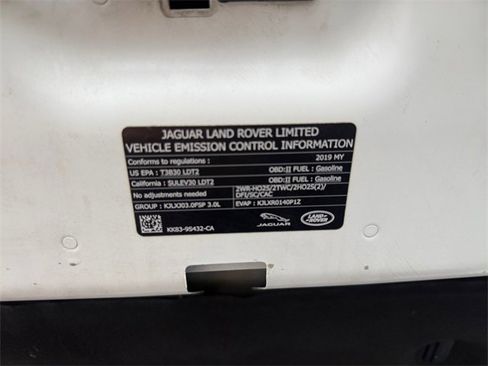 JAGUAR LAND ROVER LIMITED
VEHICLE EMISSION CONTROL INFORMATION
Conforms to regulations : 2019 MY
US EPA : T3B30 LDT2 OBD:II FUEL: Gasoline
California : SULEV30 LDT2 OBD:II FUEL: Gasoline
No adjustments needed 2WR-HO2S/2TWC/2HO2S(2)/
DFI/SC/CAC
GROUP : KJLXJ03.0FSP 3.0L EVAP : KJLXR0140P1Z
JAGUAR
LAND
ROVER
KK83-9S432-CA